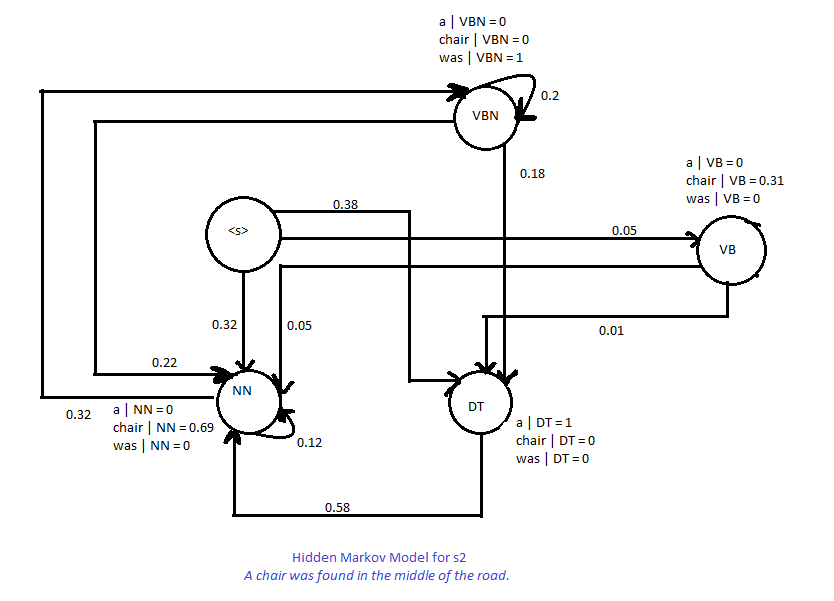 a | VBN = 0
chair | VBN = 0
was | VBN = 1
0.2
VBN
0.18
a | VB = 0
chair | VB = 0.31
was | VB = 0
0.38
<s>
0.05
VB
0.32
0.05
0.01
0.22
NN
DT
0.32
a | NN = 0
chair | NN = 0.69
was | NN = 0
0.12
a | DT = 1
chair | DT = 0
was | DT = 0
0.58
Hidden Markov Model for s2
A chair was found in the middle of the road.